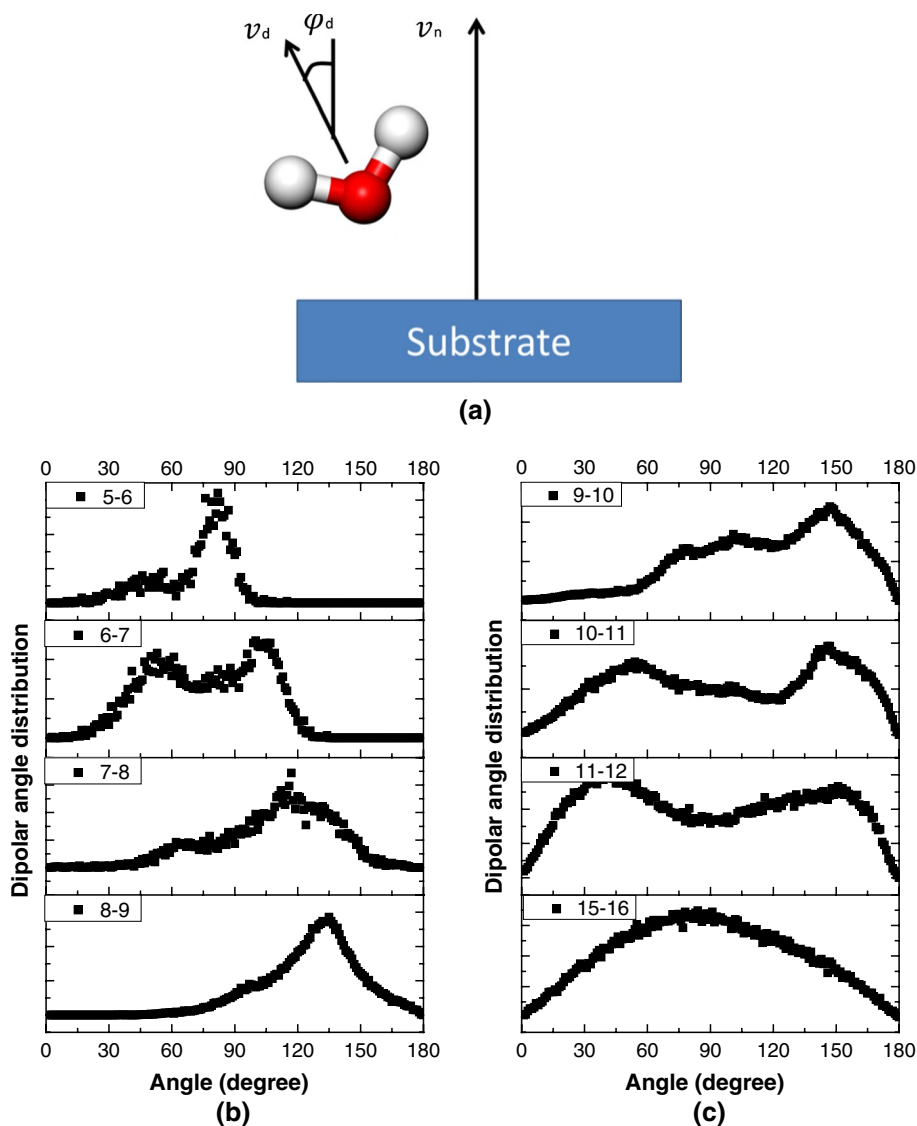 v_d φ_d v_n
Substrate
(a)
0 30 60 90 120 150 180
5-6
6-7
7-8
8-9
Dipolar angle distribution
0 30 60 90 120 150 180
Angle (degree)
(b)
0 30 60 90 120 150 180
9-10
10-11
11-12
15-16
Dipolar angle distribution
0 30 60 90 120 150 180
Angle (degree)
(c)